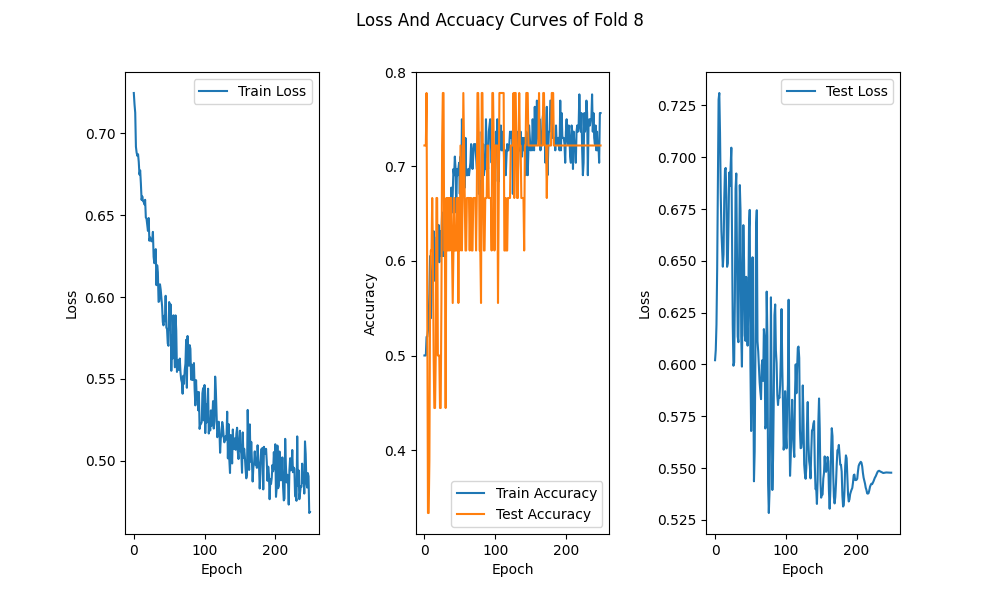 Loss And Accuacy Curves of Fold 8
Train Loss
0.70
0.65
0.60
0.55
0.50
Loss
0
100
200
Epoch
0.8
0.7
0.6
0.5
0.4
Accuracy
Train Accuracy
Test Accuracy
0
100
200
Epoch
Test Loss
0.725
0.700
0.675
0.650
0.625
0.600
0.575
0.550
0.525
Loss
0
100
200
Epoch